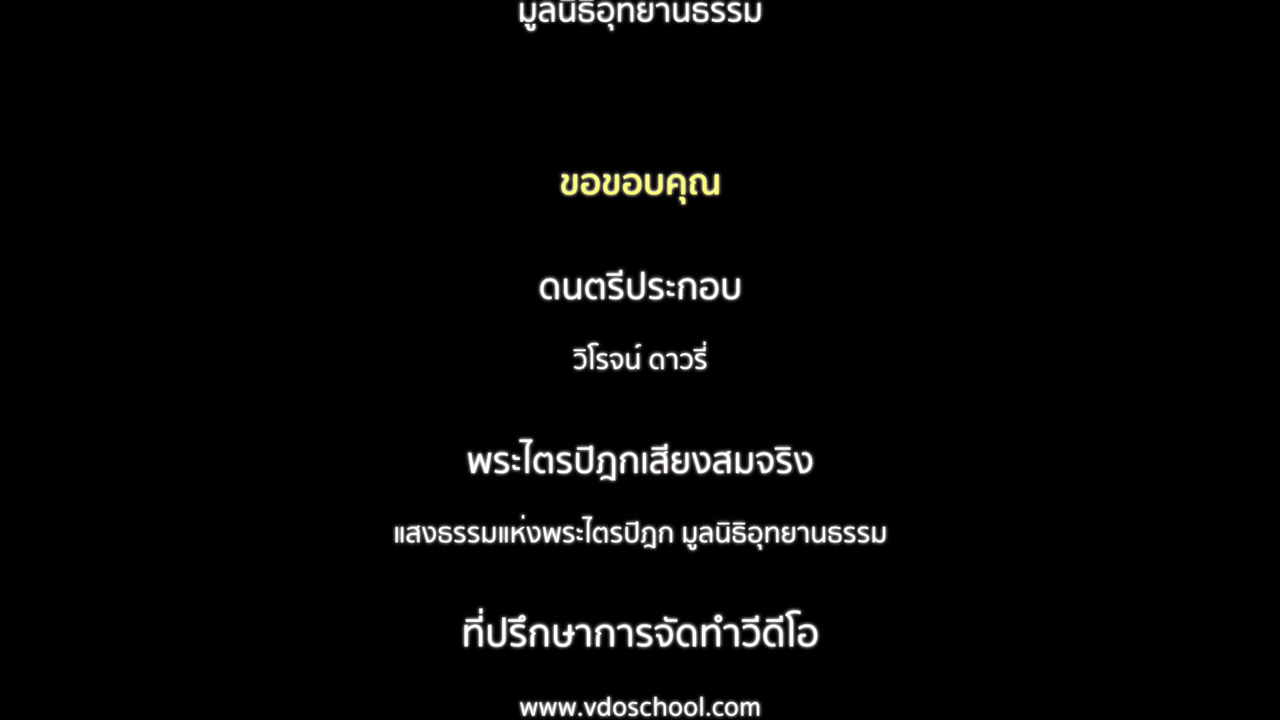 มูลนิธิอุทยานธรรม
ขอขอบคุณ
ดนตรีประกอบ
วิโรจน์ ดาวรี่
พระไตรปิฎกเสียงสมจริง
แสงธรรมแห่งพระไตรปิฎก มูลนิธิอุทยานธรรม
ที่ปรึกษาการจัดทำวีดีโอ
www.vdoschool.com